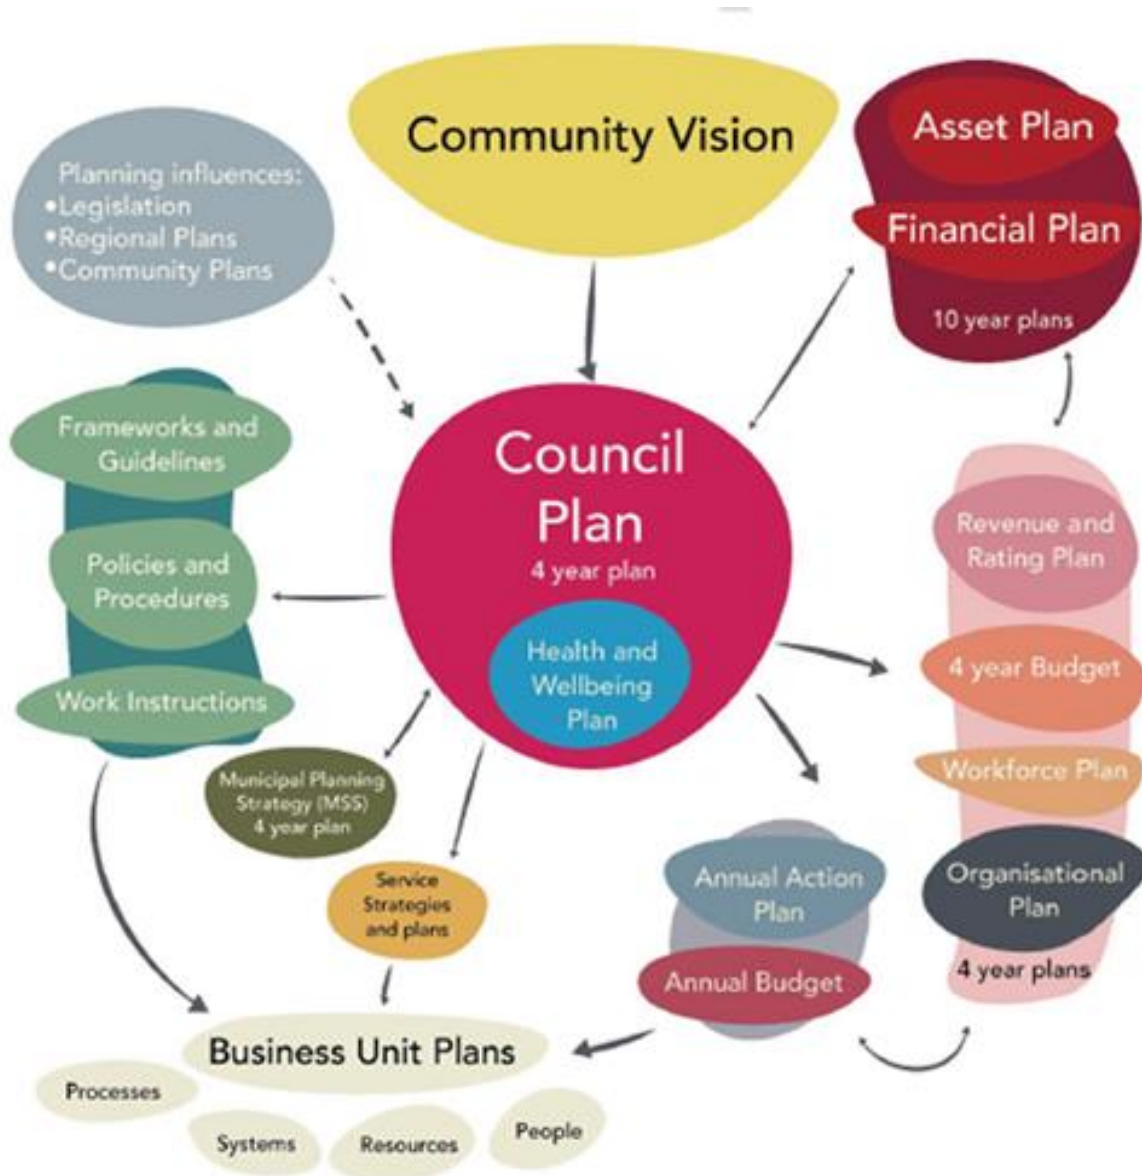 Community Vision
Asset Plan
Financial Plan
10 year plans
Planning influences:
•Legislation
•Regional Plans
•Community Plans
Frameworks and
Guidelines
Policies and
Procedures
Work Instructions
Council
Plan
4 year plan
Health and
Wellbeing
Plan
Revenue and
Rating Plan
4 year Budget
Workforce Plan
Organisational
Plan
4 year plans
Municipal Planning
Strategy (MSS)
4 year plan
Service
Strategies
and plans
Annual Action
Plan
Annual Budget
Business Unit Plans
Processes
Systems
Resources
People